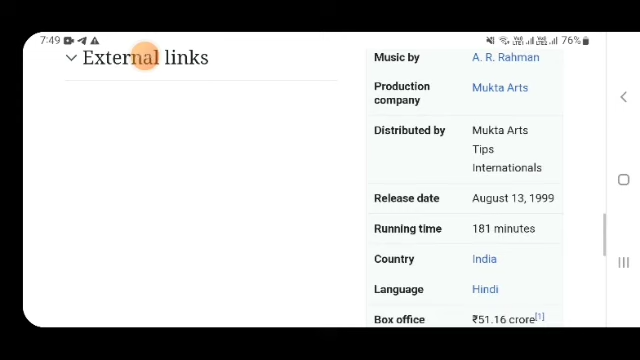 7:49 76%
External links
Music by A. R. Rahman
Production company Mukta Arts
Distributed by Mukta Arts
Tips
Internationals
Release date August 13, 1999
Running time 181 minutes
Country India
Language Hindi
Box office ₹51.16 crore[1]